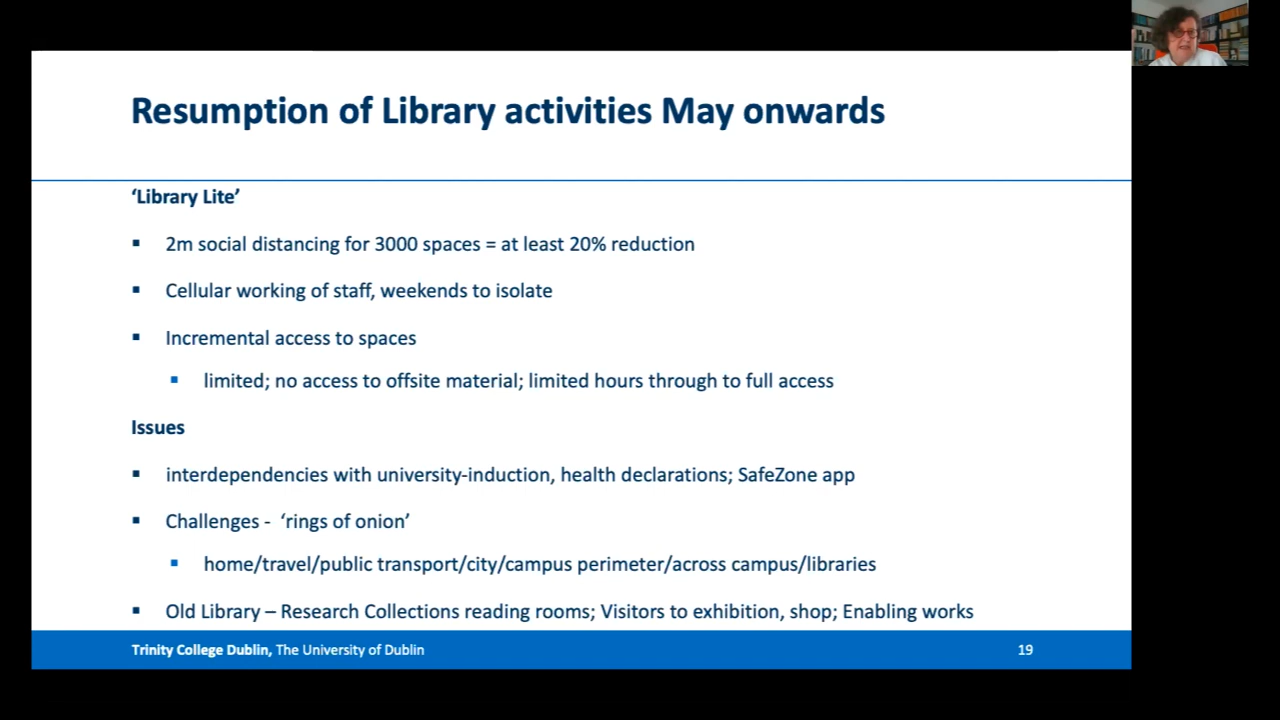 Resumption of Library activities May onwards
‘Library Lite’
▪ 2m social distancing for 3000 spaces = at least 20% reduction
▪ Cellular working of staff, weekends to isolate
▪ Incremental access to spaces
▪ limited; no access to offsite material; limited hours through to full access
Issues
▪ interdependencies with university-induction, health declarations; SafeZone app
▪ Challenges - ‘rings of onion’
▪ home/travel/public transport/city/campus perimeter/across campus/libraries
▪ Old Library – Research Collections reading rooms; Visitors to exhibition, shop; Enabling works
Trinity College Dublin, The University of Dublin 19